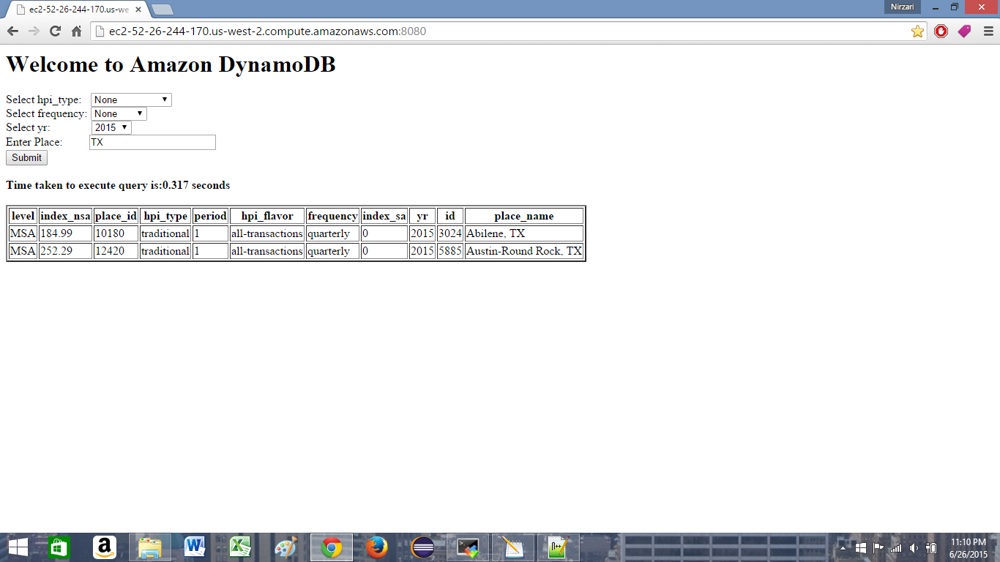 ec2-52-26-244-170.us-we
Nirzari
ec2-52-26-244-170.us-west-2.compute.amazonaws.com:8080
Welcome to Amazon DynamoDB
Select hpi_type: None
Select frequency: None
Select yr: 2015
Enter Place: TX
Submit
Time taken to execute query is:0.317 seconds
level index_nsa place_id hpi_type period hpi_flavor frequency index_sa yr id place_name
MSA 184.99 10180 traditional 1 all-transactions quarterly 0 2015 3024 Abilene, TX
MSA 252.29 12420 traditional 1 all-transactions quarterly 0 2015 5885 Austin-Round Rock, TX
11:10 PM
6/26/2015